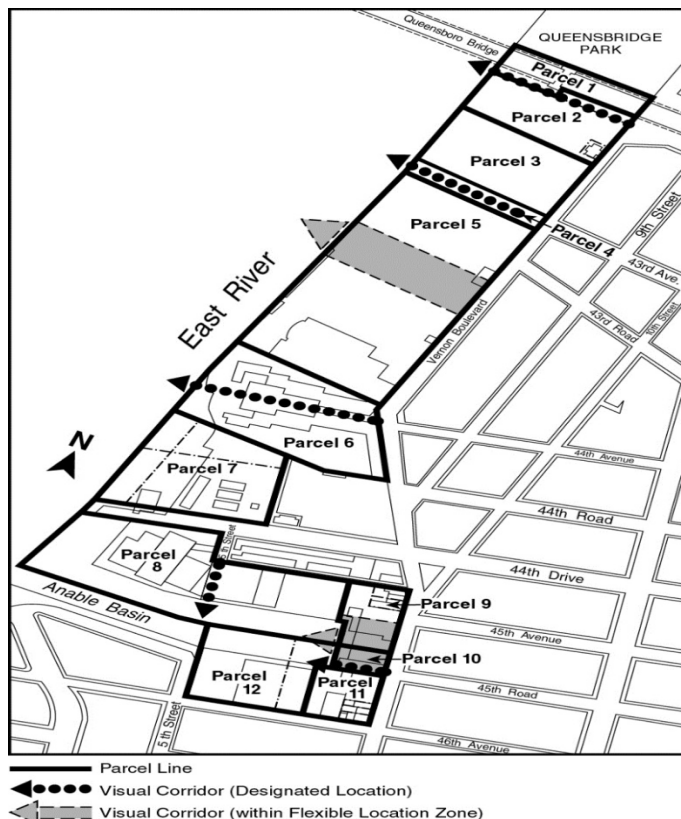 QUEENSBRIDGE
PARK
Queensboro Bridge
Parcel 1
Parcel 2
Parcel 3
Parcel 4
Parcel 5
9th Street
43rd Ave.
10th Street
43rd Road
Vernon Boulevard
East River
N
Parcel 6
44th Avenue
Parcel 7
44th Road
5th Street
Parcel
8
44th Drive
Parcel 9
Anable Basin
45th Avenue
Parcel 10
Parcel
12
Parcel
11
45th Road
5th Street
46th Avenue
Parcel Line
Visual Corridor (Designated Location)
Visual Corridor (within Flexible Location Zone)